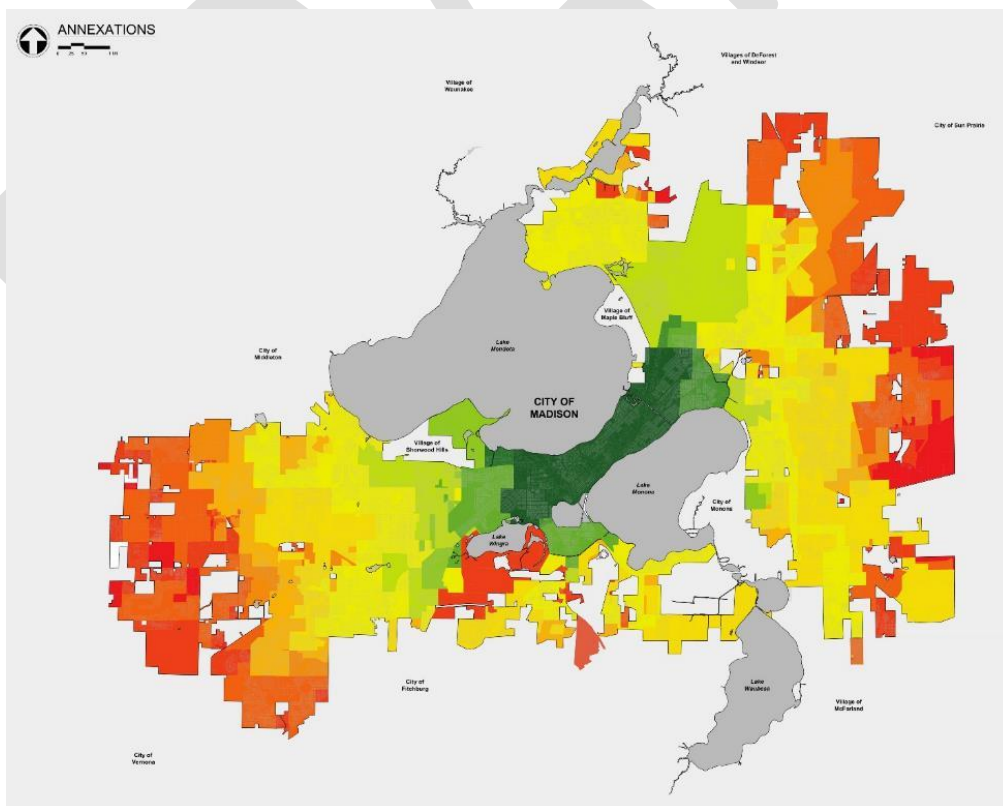 ANNEXATIONS
Villages of DeForest
and Windsor
Village of
Waunakee
City of Sun Prairie
Village of
Maple Bluff
City of
Middleton
Lake
Mendota
CITY OF
MADISON
Village of
Shorewood Hills
Lake
Monona
City of
Monona
Lake
Wingra
City of
Fitchburg
Lake
Waubesa
Village of
McFarland
City of
Verona